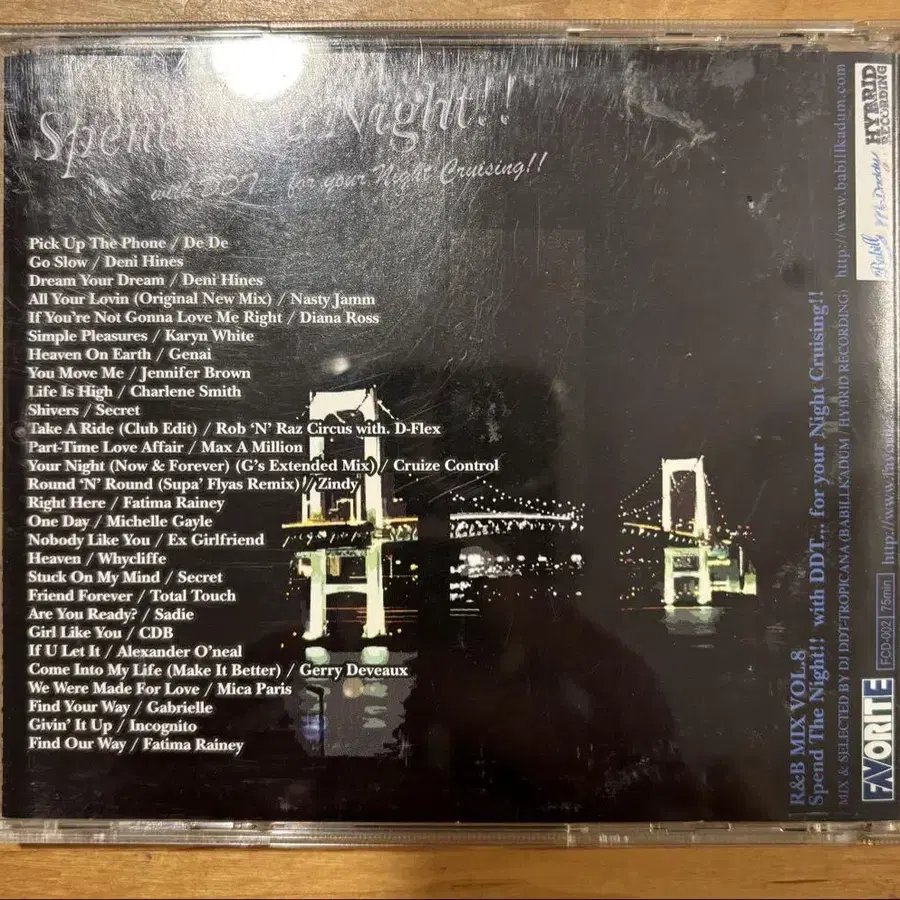 Spend The Night!!
with DDT... for your Night Cruising!!
Pick Up The Phone / De De
Go Slow / Deni Hines
Dream Your Dream / Deni Hines
All Your Lovin (Original New Mix) / Nasty Jamm
If You're Not Gonna Love Me Right / Diana Ross
Simple Pleasures / Karyn White
Heaven On Earth / Genai
You Move Me / Jennifer Brown
Life Is High / Charlene Smith
Shivers / Secret
Take A Ride (Club Edit) / Rob 'N' Raz Circus with. D-Flex
Part-Time Love Affair / Max A Million
Your Night (Now & Forever) (G's Extended Mix) / Cruize Control
Round 'N' Round (Supa' Flyas Remix) / Zindy
Right Here / Fatima Rainey
One Day / Michelle Gayle
Nobody Like You / Ex Girlfriend
Heaven / Whycliffe
Stuck On My Mind / Secret
Friend Forever / Total Touch
Are You Ready? / Sadie
Girl Like You / CDB
If U Let It / Alexander O'neal
Come Into My Life (Make It Better) / Gerry Deveaux
We Were Made For Love / Mica Paris
Find Your Way / Gabrielle
Givin' It Up / Incognito
Find Our Way / Fatima Rainey
R&B MIX VOL.8
Spend The Night!! with DDT... for your Night Cruising!!
MIX & SELECTED BY DJ DDT-TROPICANA (BABILLKADUM / HYBRID RECORDING) http://www.babillkadum.com
HYBRID
RECORDING
FAVORITE
FCD-002
75min